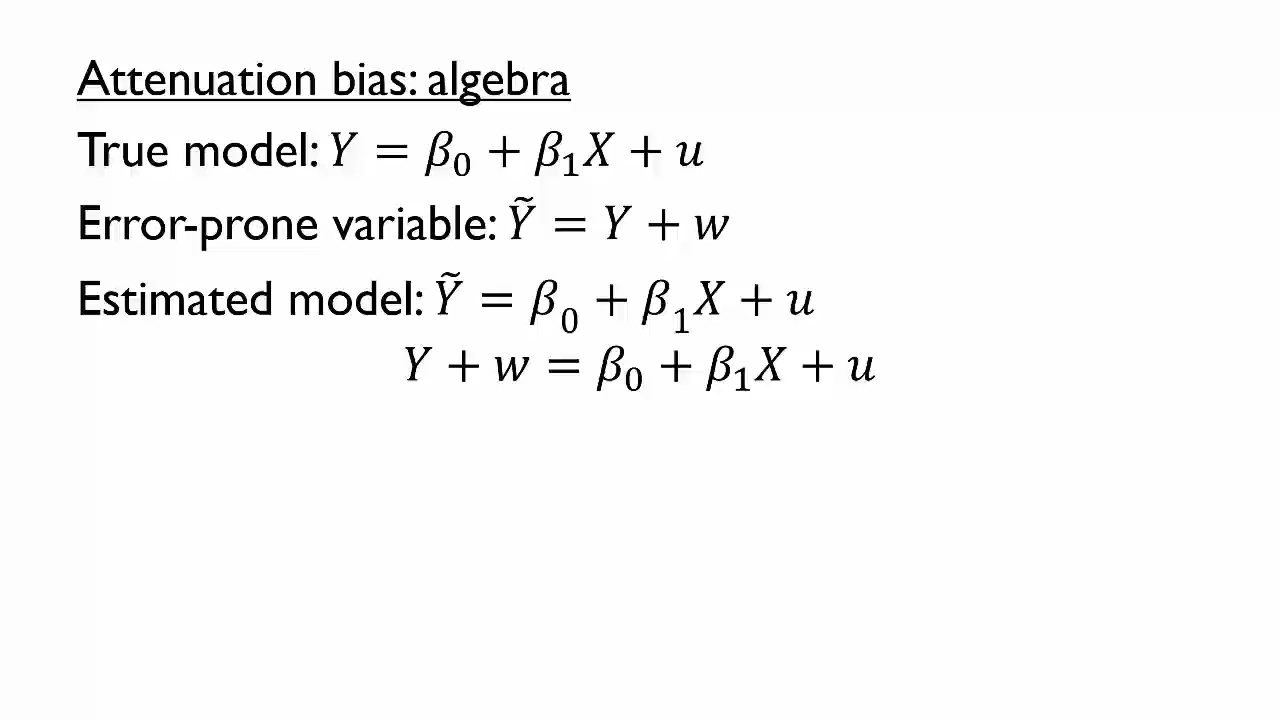 Attenuation bias: algebra
True model: 𝑌 = 𝛽₀ + 𝛽₁𝑋 + 𝑢
Error-prone variable: 𝑌̃ = 𝑌 + 𝑤
Estimated model: 𝑌̃ = 𝛽₀ + 𝛽₁𝑋 + 𝑢
𝑌 + 𝑤 = 𝛽₀ + 𝛽₁𝑋 + 𝑢